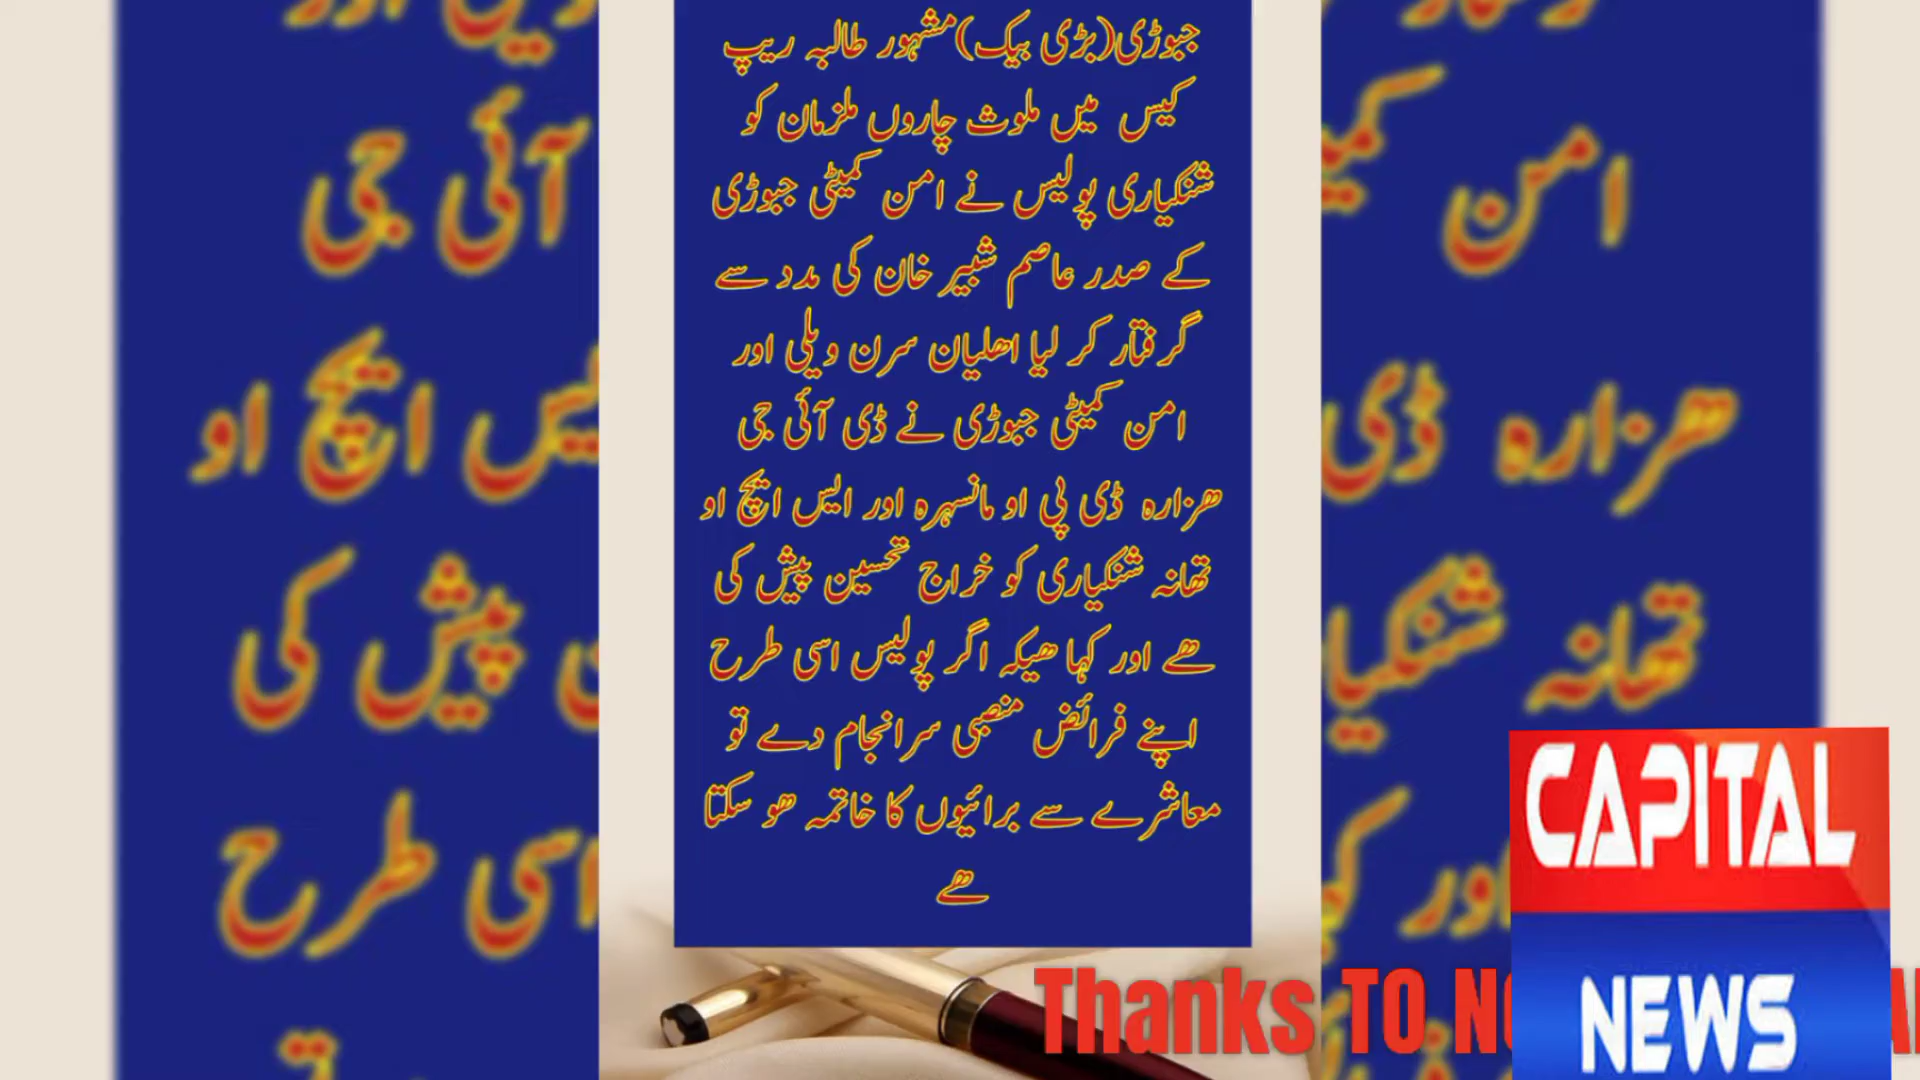 جبوڑی(بڑی بیک)مشہور طالبہ ریپ
کیس میں ملوث چاروں ملزمان کو
شنکیاری پولیس نے امن کمیٹی جبوڑی
کے صدر عاصم شبیر خان کی مدد سے
گرفتار کر لیا اھلیان سرن ویلی اور
امن کمیٹی جبوڑی نے ڈی آئی جی
ھزارہ ڈی پی او مانسہرہ اور ایس ایچ او
تھانہ شنکیاری کو خراج تحسین پیش کی
ھے اور کہا ھیکہ اگر پولیس اسی طرح
اپنے فرائض منصبی سرانجام دے تو
معاشرے سے برائیوں کا خاتمہ ھو سکتا
ھے
Thanks TO
CAPITAL
NEWS